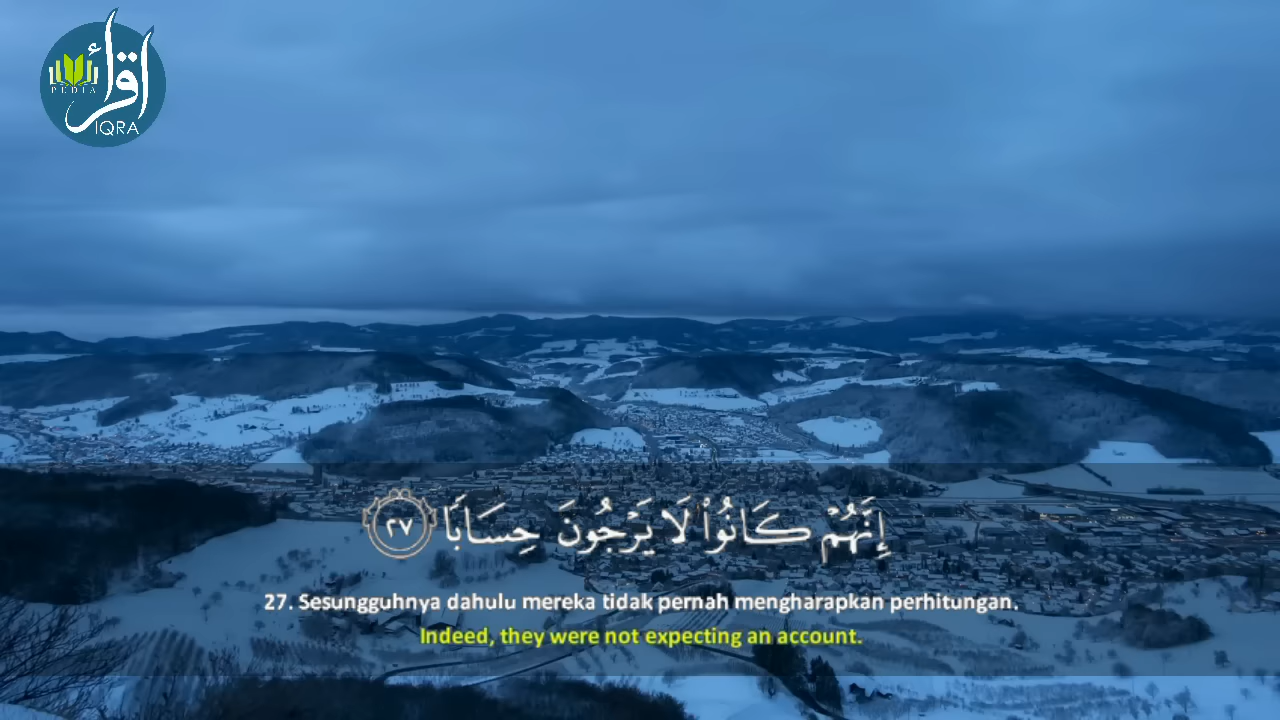 اقرأ
PEDIA
IQRA
إِنَّهُمْ كَانُوا۟ لَا يَرْجُونَ حِسَابًا ٢٧
27. Sesungguhnya dahulu mereka tidak pernah mengharapkan perhitungan.
Indeed, they were not expecting an account.